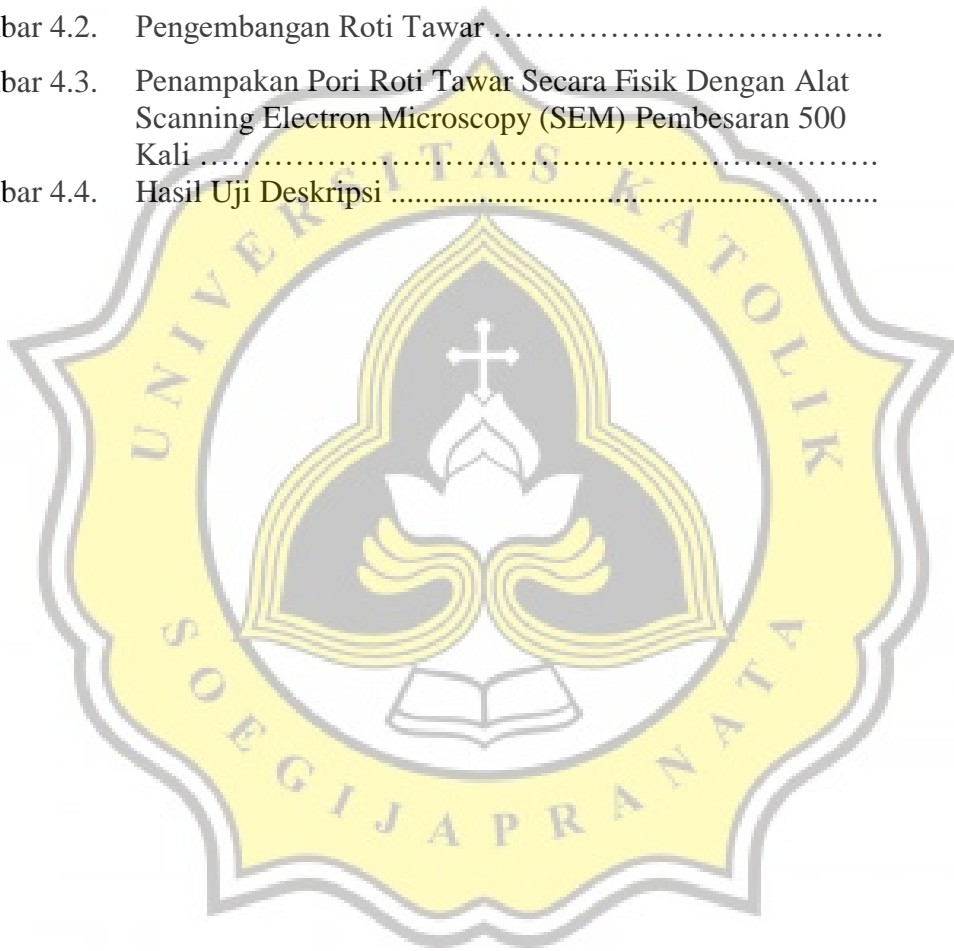 bar 4.2. Pengembangan Roti Tawar ……………………………….
bar 4.3. Penampakan Pori Roti Tawar Secara Fisik Dengan Alat
Scanning Electron Microscopy (SEM) Pembesaran 500
Kali ……………………………………………………….
bar 4.4. Hasil Uji Deskripsi .............................................................
UNIVERSITAS KATOLIK
SOEGIJAPRANATA